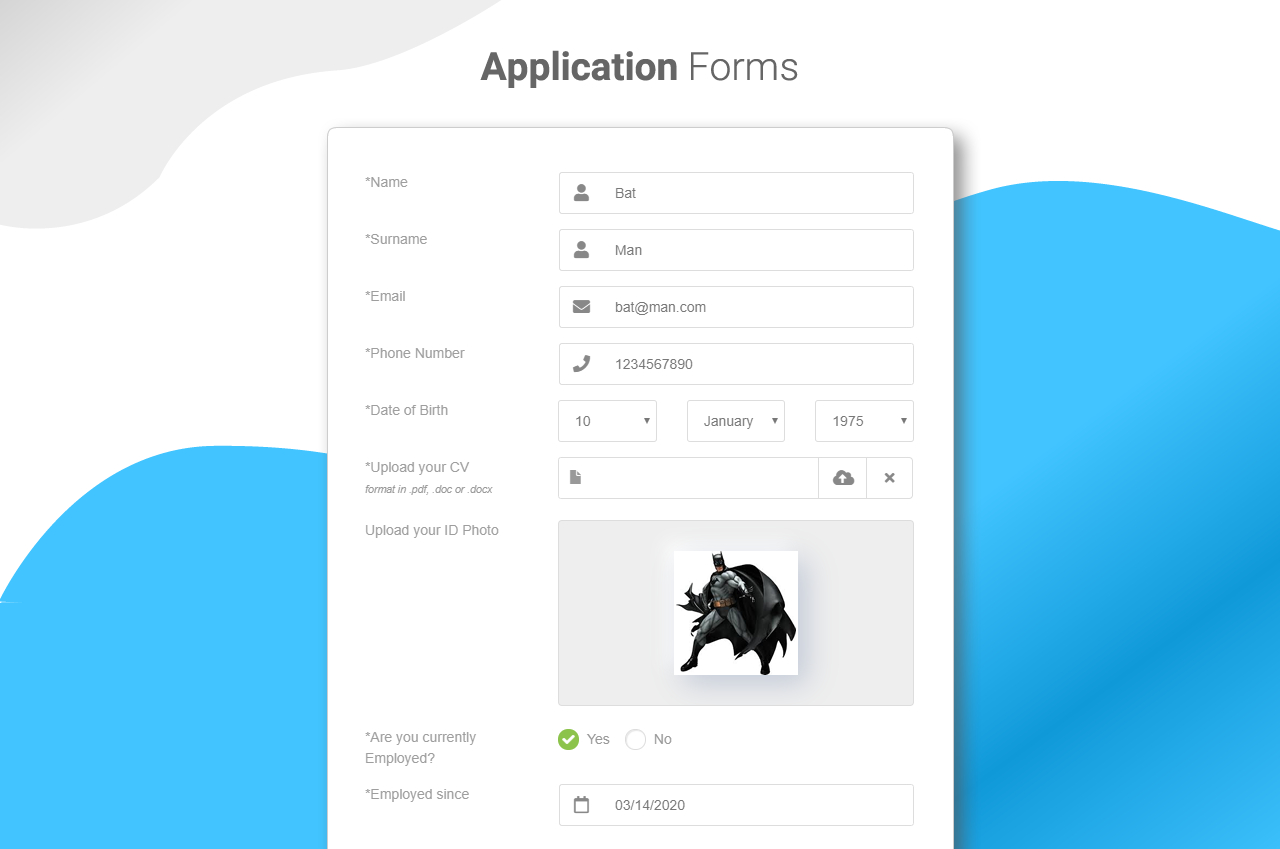 Application Forms
*Name
Bat
*Surname
Man
*Email
bat@man.com
*Phone Number
1234567890
*Date of Birth
10 January 1975
*Upload your CV
format in .pdf, .doc or .docx
Upload your ID Photo
*Are you currently
Employed?
Yes No
*Employed since
03/14/2020